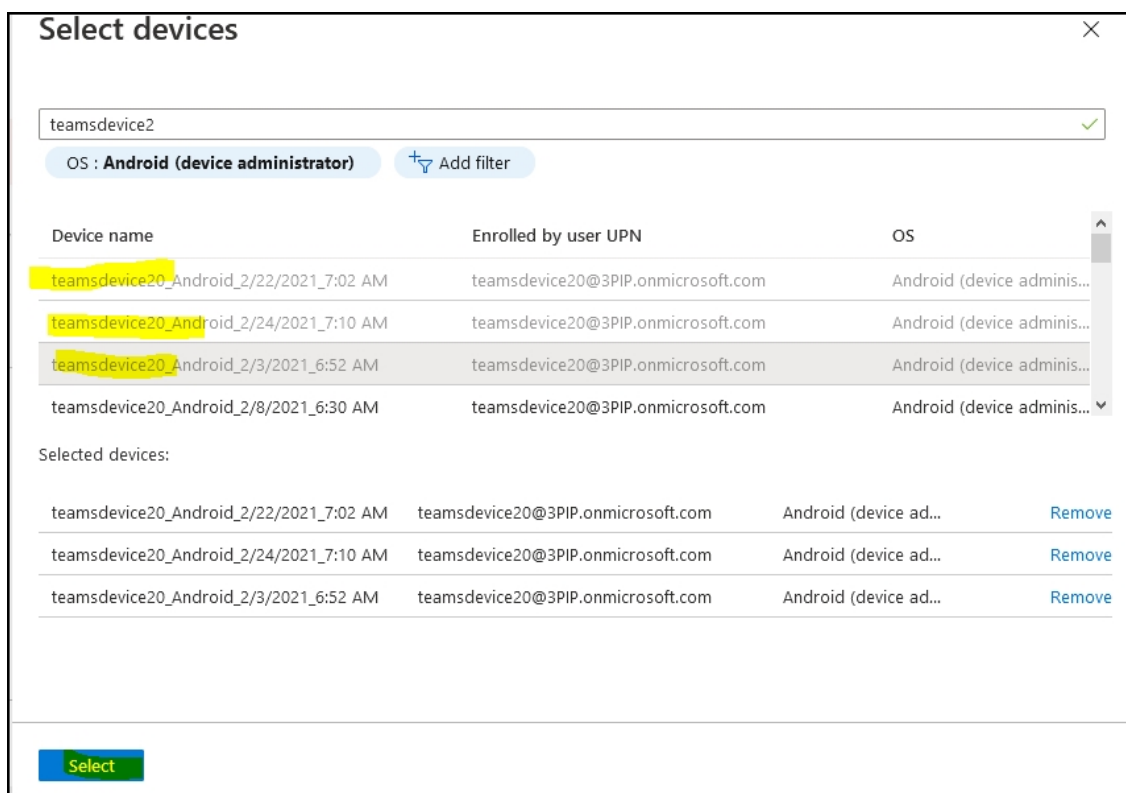 Select devices
teamsdevice2
OS : Android (device administrator) Add filter
Device name Enrolled by user UPN OS
teamsdevice20_Android_2/22/2021_7:02 AM teamsdevice20@3PIP.onmicrosoft.com Android (device adminis...
teamsdevice20_Android_2/24/2021_7:10 AM teamsdevice20@3PIP.onmicrosoft.com Android (device adminis...
teamsdevice20_Android_2/3/2021_6:52 AM teamsdevice20@3PIP.onmicrosoft.com Android (device adminis...
teamsdevice20_Android_2/8/2021_6:30 AM teamsdevice20@3PIP.onmicrosoft.com Android (device adminis...
Selected devices:
teamsdevice20_Android_2/22/2021_7:02 AM teamsdevice20@3PIP.onmicrosoft.com Android (device ad... Remove
teamsdevice20_Android_2/24/2021_7:10 AM teamsdevice20@3PIP.onmicrosoft.com Android (device ad... Remove
teamsdevice20_Android_2/3/2021_6:52 AM teamsdevice20@3PIP.onmicrosoft.com Android (device ad... Remove
Select